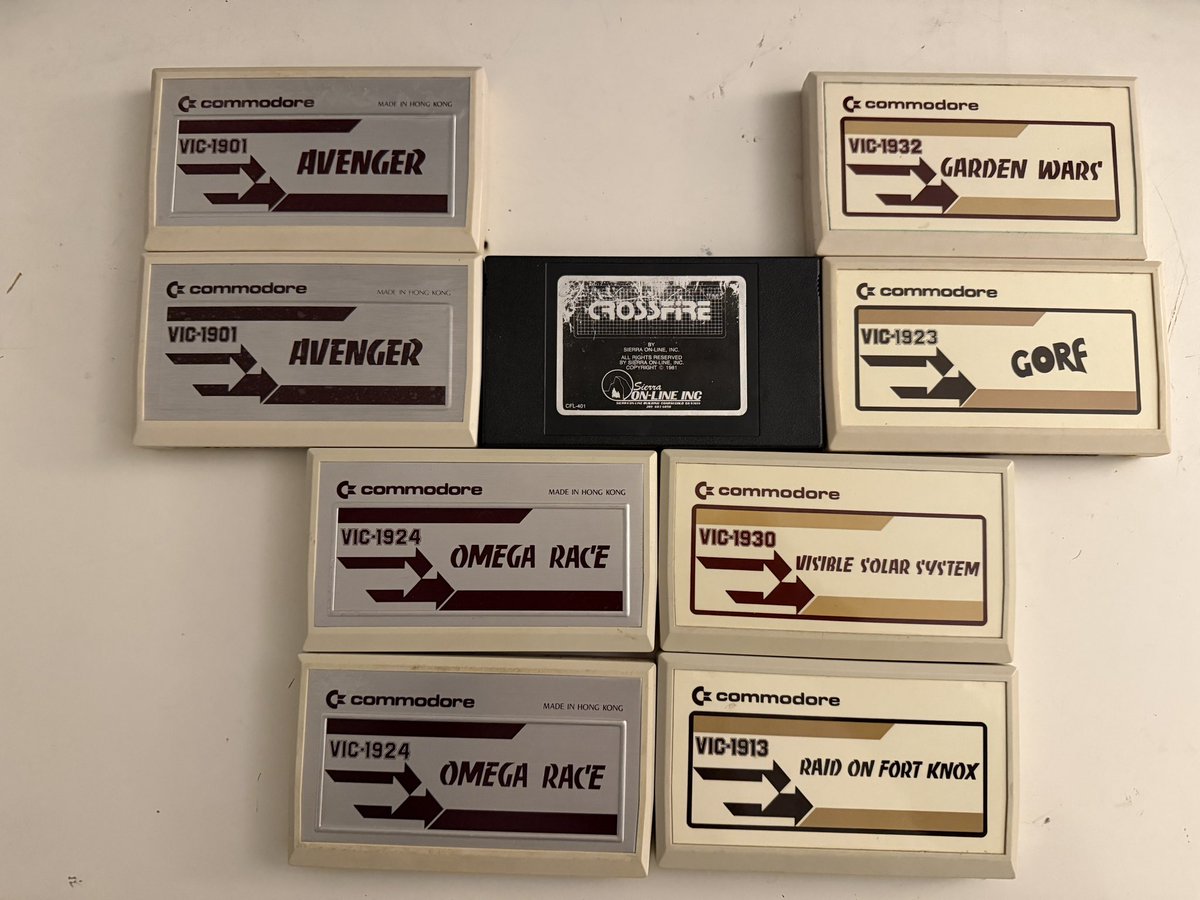 commodore MADE IN HONG KONG
VIC-1901
AVENGER
commodore
VIC-1932
GARDEN WARS
commodore MADE IN HONG KONG
VIC-1901
AVENGER
CROSSFIRE
BY
SIERRA ON-LINE, INC.
ALL RIGHTS RESERVED
BY SIERRA ON-LINE, INC.
COPYRIGHT © 1981
Sierra
ON-LINE INC
CFL-401
commodore
VIC-1923
GORF
commodore MADE IN HONG KONG
VIC-1924
OMEGA RACE
commodore
VIC-1930
VISIBLE SOLAR SYSTEM
commodore MADE IN HONG KONG
VIC-1924
OMEGA RACE
commodore
VIC-1913
RAID ON FORT KNOX